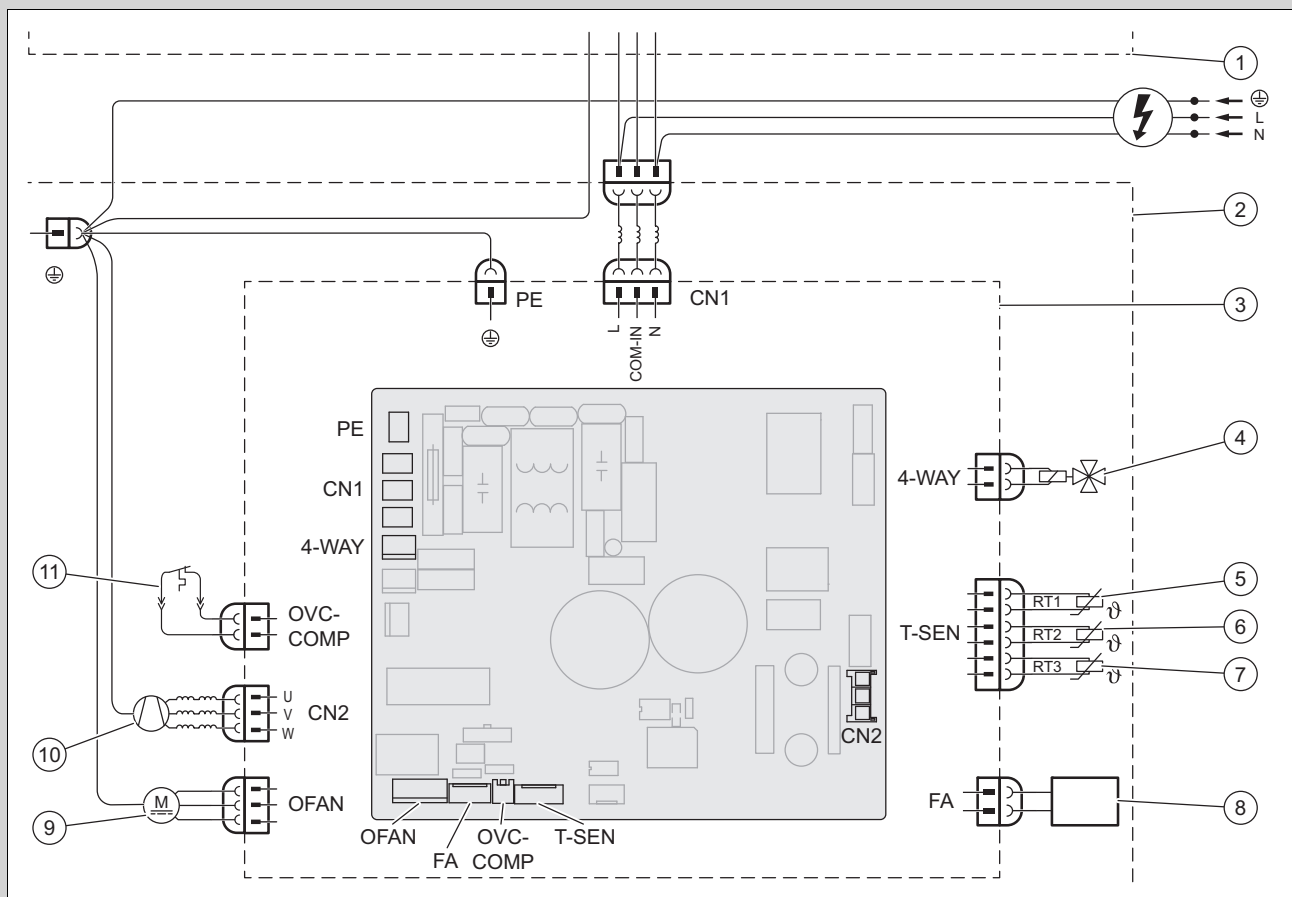 1
L
N
2
PE
CN1
L
COM-IN
N
3
PE
CN1
4-WAY
4-WAY
4
11
OVC-
COMP
T-SEN
RT1
ϑ
5
RT2
ϑ
6
RT3
ϑ
7
10
U
V
W
CN2
CN2
9
M
OFAN
FA
8
OFAN
FA
OVC-
COMP
T-SEN